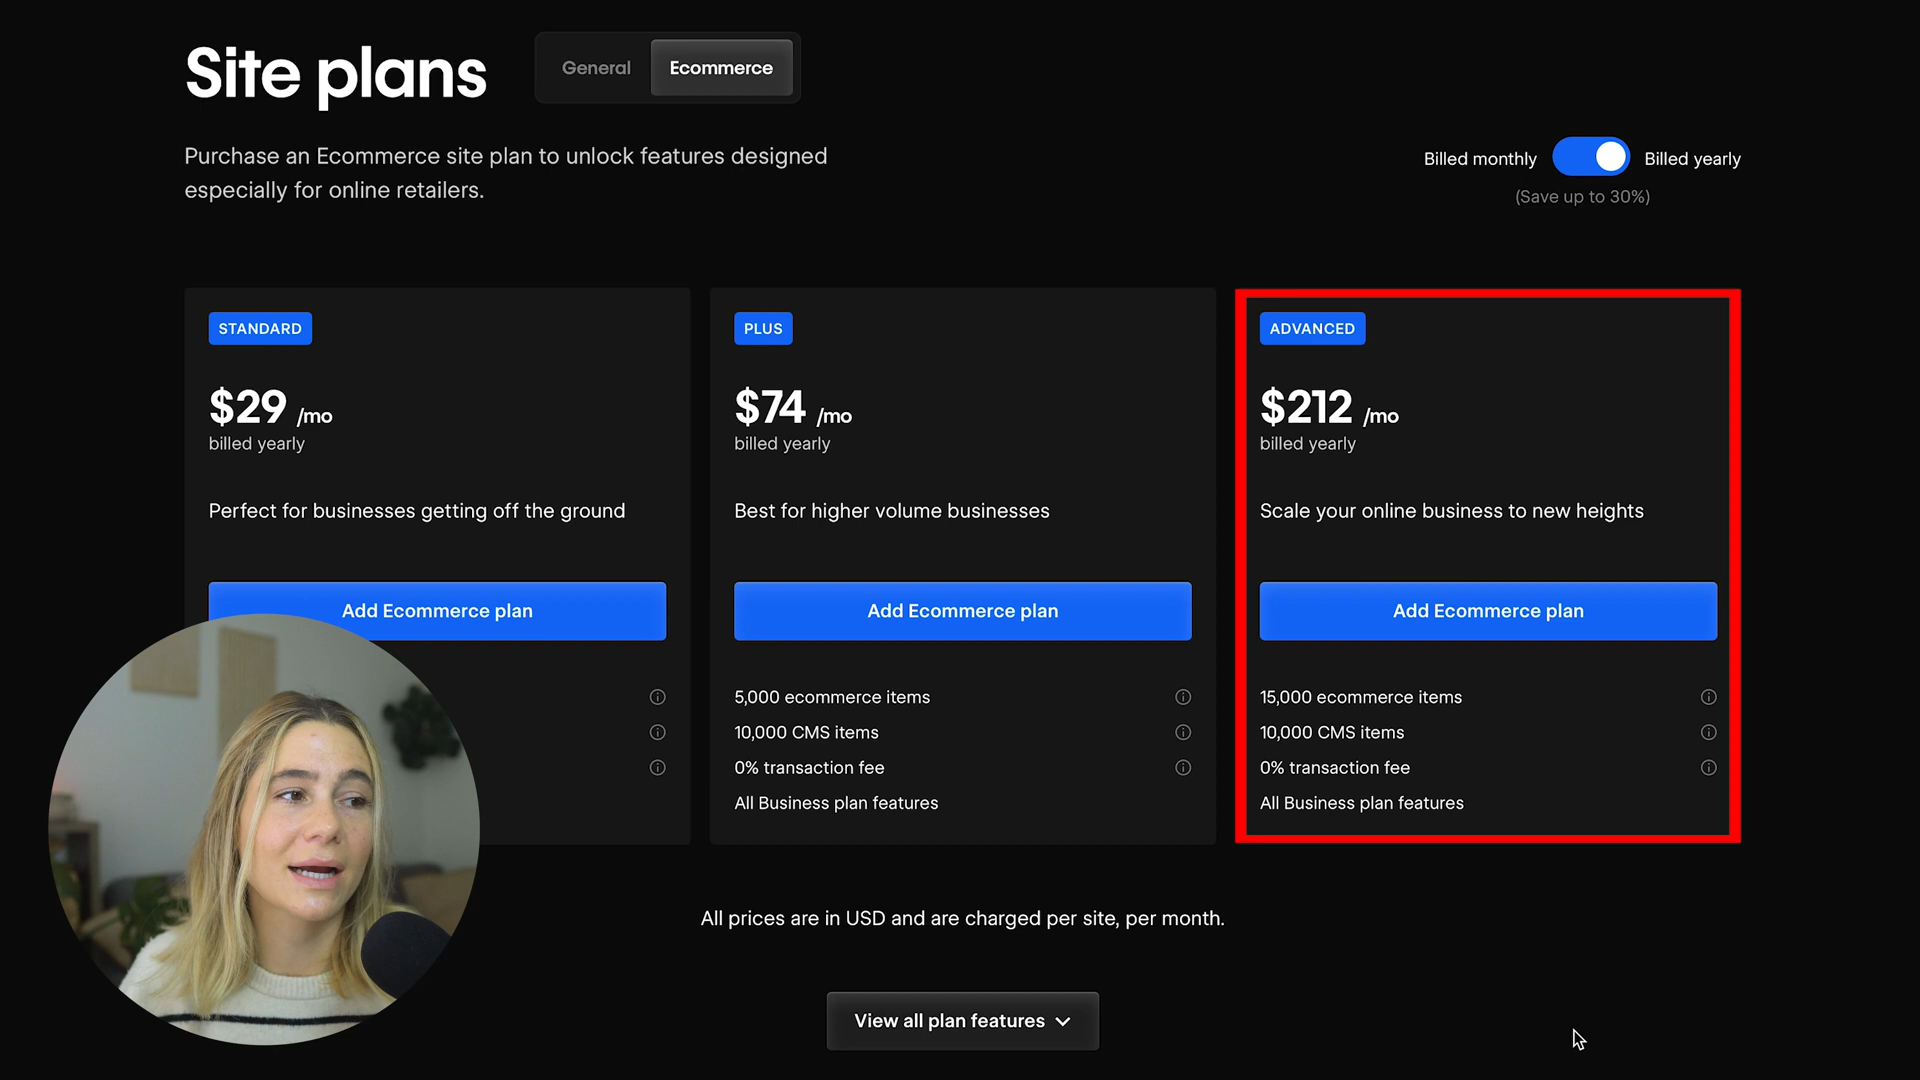 Site plans
General
Ecommerce
Purchase an Ecommerce site plan to unlock features designed
especially for online retailers.
Billed monthly
Billed yearly
(Save up to 30%)
STANDARD
$29 /mo
billed yearly
Perfect for businesses getting off the ground
Add Ecommerce plan
PLUS
$74 /mo
billed yearly
Best for higher volume businesses
Add Ecommerce plan
5,000 ecommerce items
10,000 CMS items
0% transaction fee
All Business plan features
ADVANCED
$212 /mo
billed yearly
Scale your online business to new heights
Add Ecommerce plan
15,000 ecommerce items
10,000 CMS items
0% transaction fee
All Business plan features
All prices are in USD and are charged per site, per month.
View all plan features